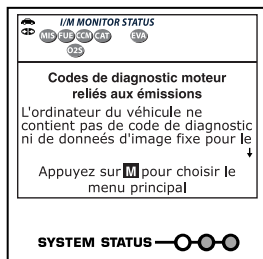 I/M MONITOR STATUS
MIS FUE CCM CAT EVA
O2S
Codes de diagnostic moteur
reliés aux émissions
L'ordinateur du véhicule ne
contient pas de code de diagnostic
ni de donneés d'image fixe pour le
Appuyez sur M pour choisir le
menu principal
SYSTEM STATUS